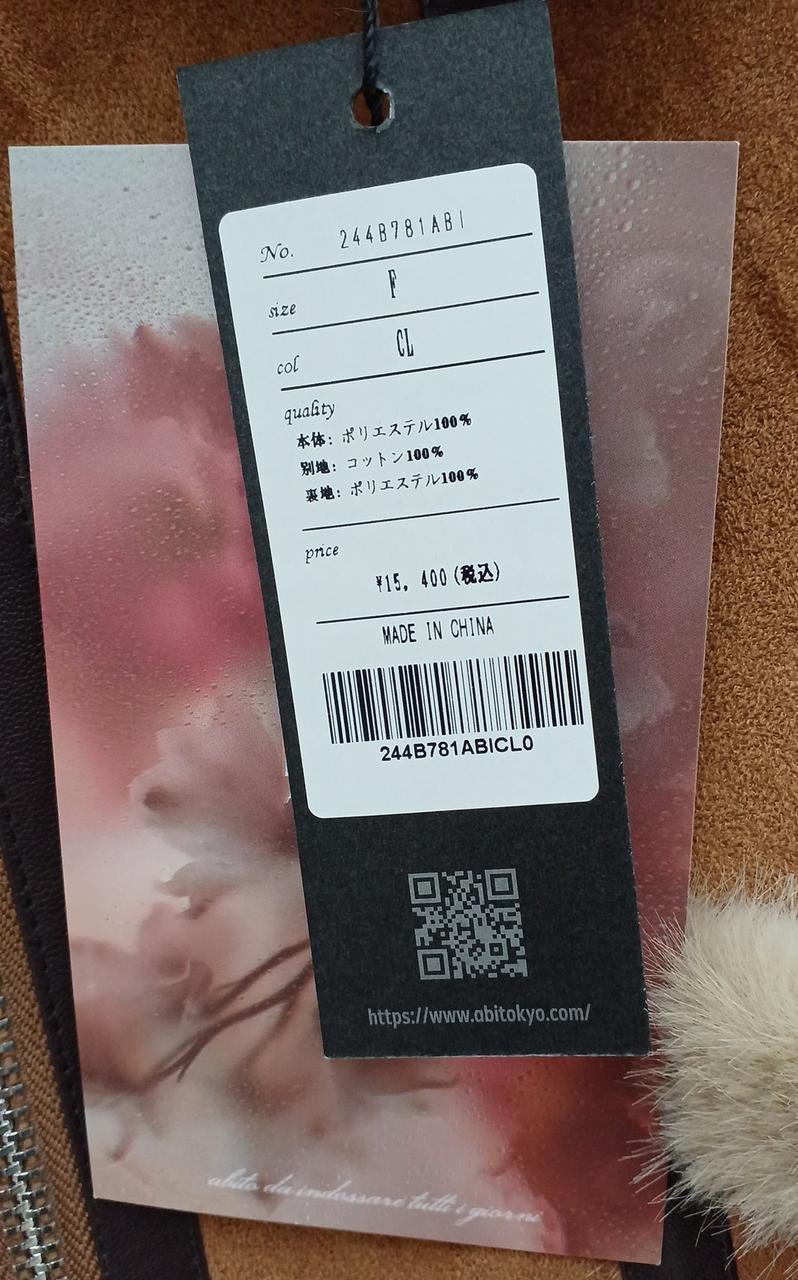 No. 244B781ABI
size F
col CL
quality
本体: ポリエステル100%
別地: コットン100%
裏地: ポリエステル100%
price
¥15, 400(税込)
MADE IN CHINA
244B781ABICL0
https://www.abitokyo.com/
abito da indossare tutti i giorni